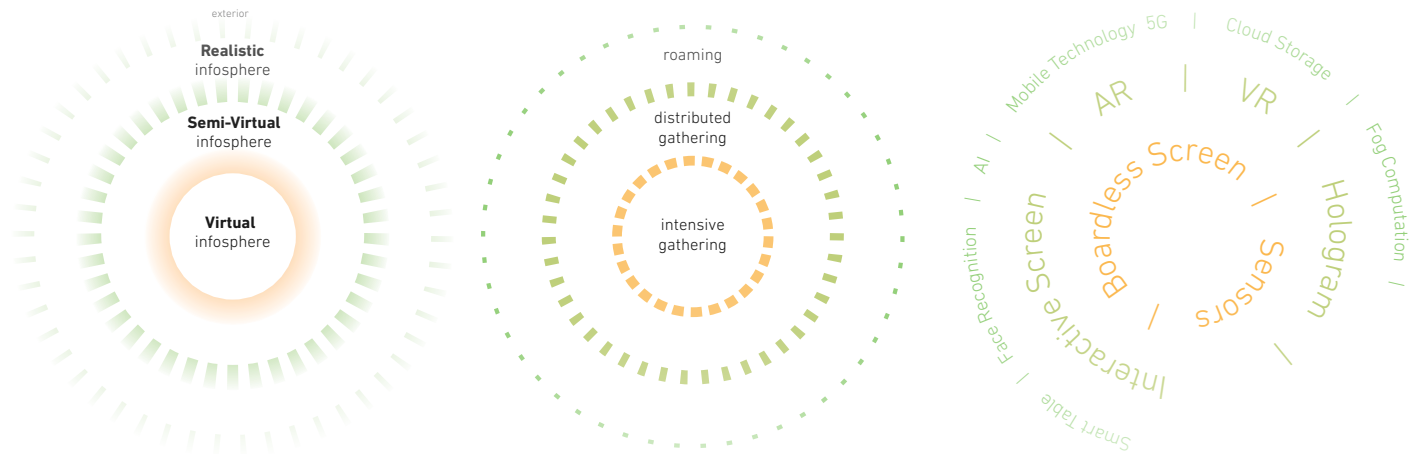 exterior
Realistic
infosphere
Semi-Virtual
infosphere
Virtual
infosphere
roaming
distributed
gathering
intensive
gathering
Smart Table | Face Recognition | AI | Mobile Technology 5G | Cloud Storage | Fog Computation |
Interactive Screen | AR | VR | Hologram |
Boardless Screen | Sensors |